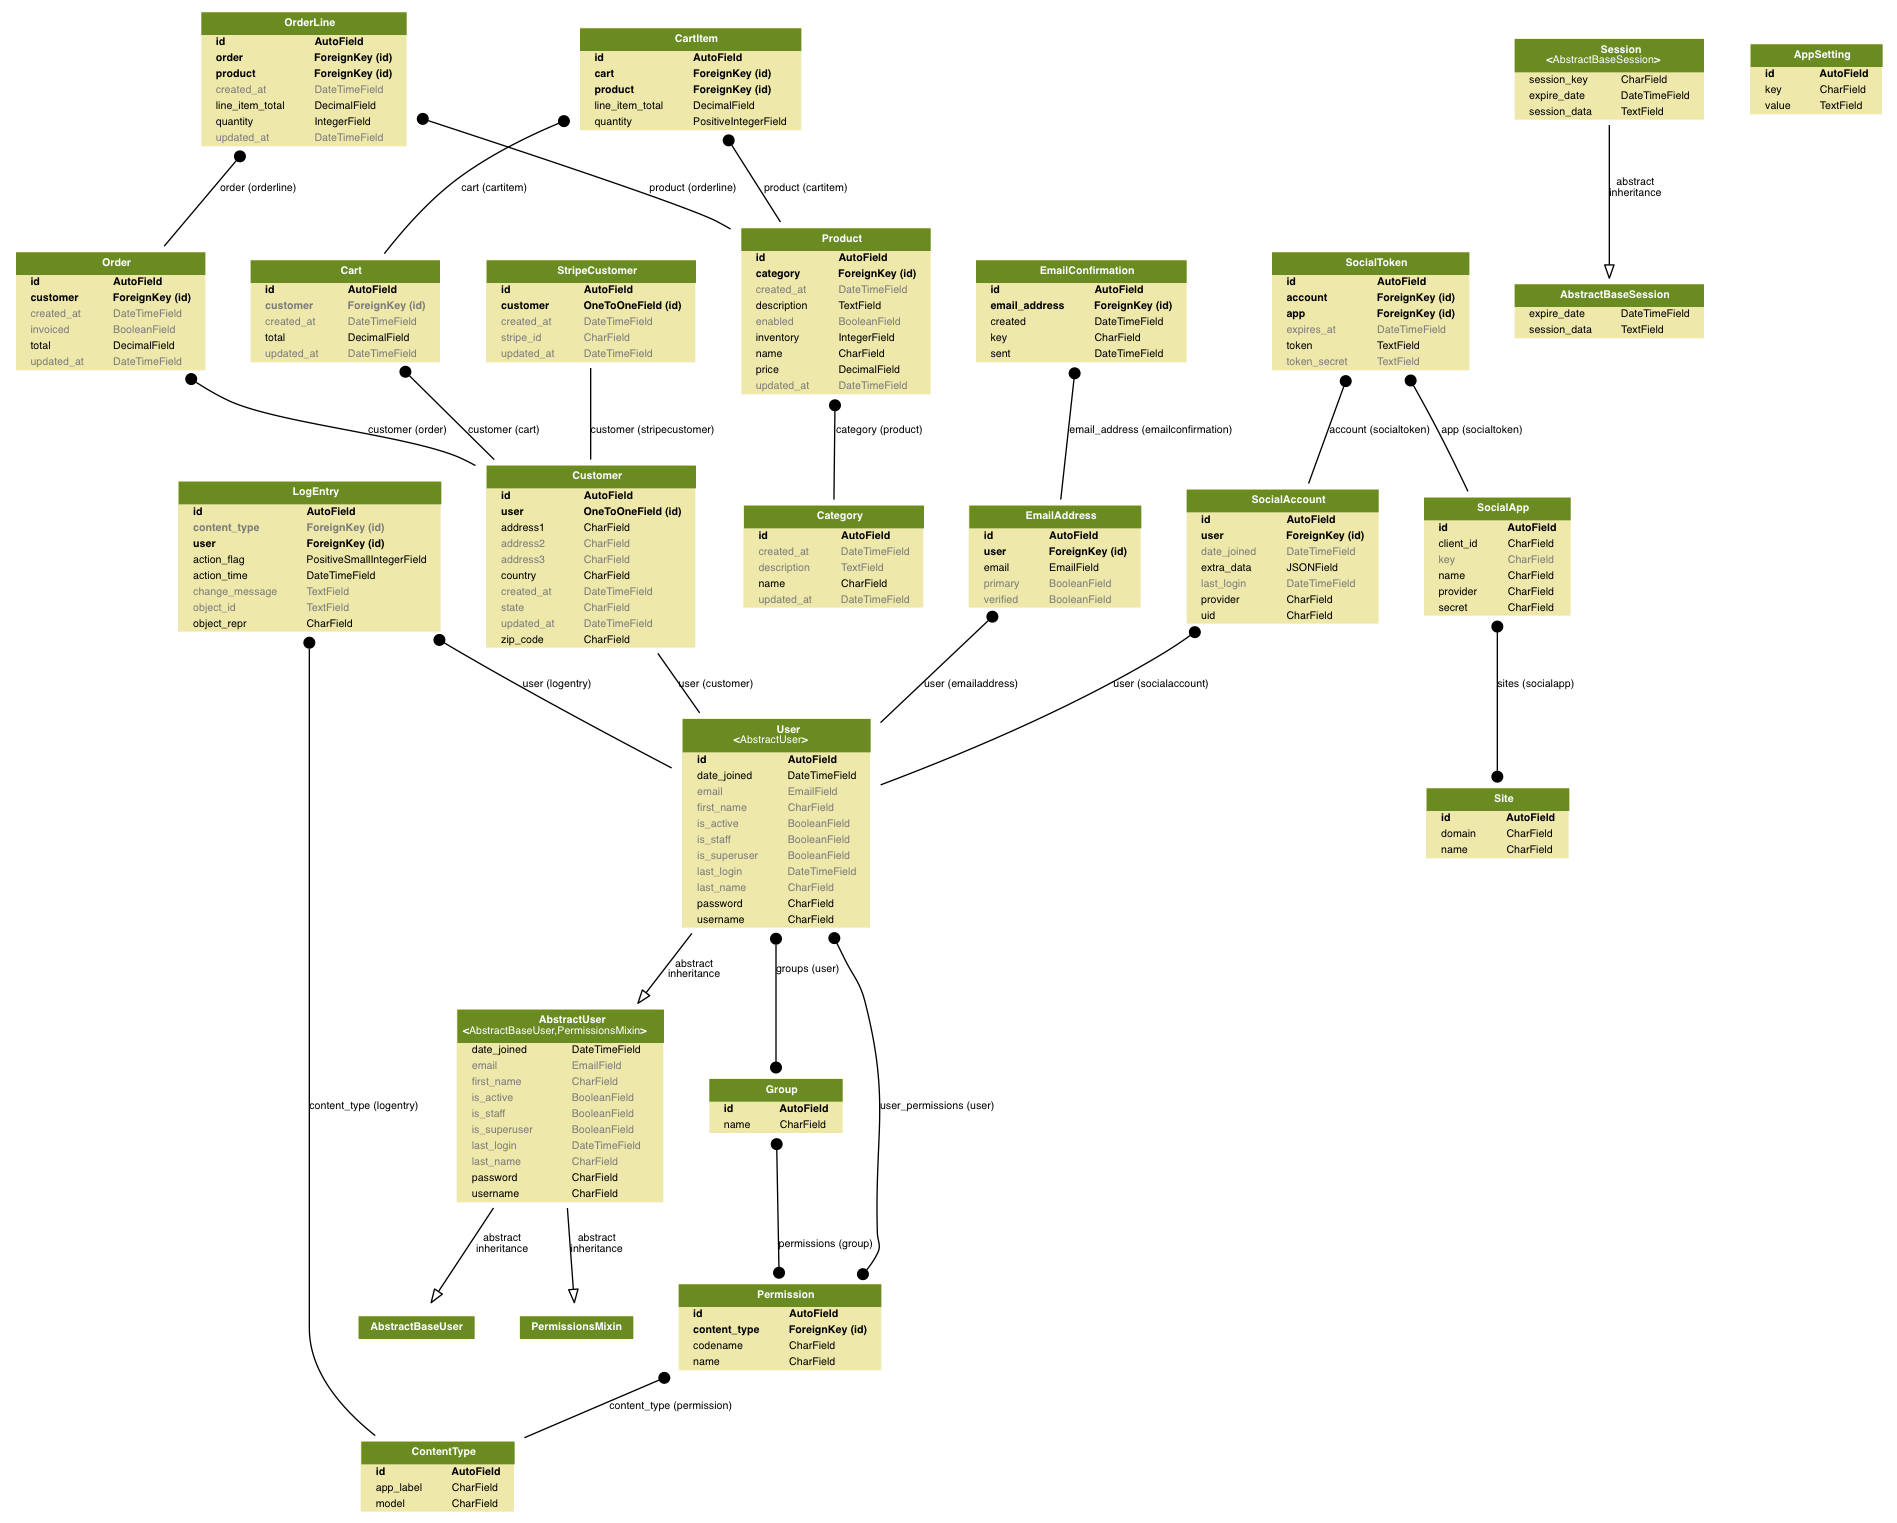 OrderLine
id AutoField
order ForeignKey (id)
product ForeignKey (id)
created_at DateTimeField
line_item_total DecimalField
quantity IntegerField
updated_at DateTimeField
CartItem
id AutoField
cart ForeignKey (id)
product ForeignKey (id)
line_item_total DecimalField
quantity PositiveIntegerField
Session
<AbstractBaseSession>
session_key CharField
expire_date DateTimeField
session_data TextField
AppSetting
id AutoField
key CharField
value TextField
order (orderline)
cart (cartitem)
product (orderline)
product (cartitem)
abstract
inheritance
Order
id AutoField
customer ForeignKey (id)
created_at DateTimeField
invoiced BooleanField
total DecimalField
updated_at DateTimeField
Cart
id AutoField
customer ForeignKey (id)
created_at DateTimeField
total DecimalField
updated_at DateTimeField
StripeCustomer
id AutoField
customer OneToOneField (id)
created_at DateTimeField
stripe_id CharField
updated_at DateTimeField
Product
id AutoField
category ForeignKey (id)
created_at DateTimeField
description TextField
enabled BooleanField
inventory IntegerField
name CharField
price DecimalField
updated_at DateTimeField
EmailConfirmation
id AutoField
email_address ForeignKey (id)
created DateTimeField
key CharField
sent DateTimeField
SocialToken
id AutoField
account ForeignKey (id)
app ForeignKey (id)
expires_at DateTimeField
token TextField
token_secret TextField
AbstractBaseSession
expire_date DateTimeField
session_data TextField
customer (order)
customer (cart)
customer (stripecustomer)
category (product)
email_address (emailconfirmation)
account (socialtoken)
app (socialtoken)
LogEntry
id AutoField
content_type ForeignKey (id)
user ForeignKey (id)
action_flag PositiveSmallIntegerField
action_time DateTimeField
change_message TextField
object_id TextField
object_repr CharField
Customer
id AutoField
user OneToOneField (id)
address1 CharField
address2 CharField
address3 CharField
country CharField
created_at DateTimeField
state CharField
updated_at DateTimeField
zip_code CharField
Category
id AutoField
created_at DateTimeField
description TextField
name CharField
updated_at DateTimeField
EmailAddress
id AutoField
user ForeignKey (id)
email EmailField
primary BooleanField
verified BooleanField
SocialAccount
id AutoField
user ForeignKey (id)
date_joined DateTimeField
extra_data JSONField
last_login DateTimeField
provider CharField
uid CharField
SocialApp
id AutoField
client_id CharField
key CharField
name CharField
provider CharField
secret CharField
user (logentry)
user (customer)
user (emailaddress)
user (socialaccount)
sites (socialapp)
User
<AbstractUser>
id AutoField
date_joined DateTimeField
email EmailField
first_name CharField
is_active BooleanField
is_staff BooleanField
is_superuser BooleanField
last_login DateTimeField
last_name CharField
password CharField
username CharField
Site
id AutoField
domain CharField
name CharField
abstract
inheritance
groups (user)
AbstractUser
<AbstractBaseUser,PermissionsMixin>
date_joined DateTimeField
email EmailField
first_name CharField
is_active BooleanField
is_staff BooleanField
is_superuser BooleanField
last_login DateTimeField
last_name CharField
password CharField
username CharField
Group
id AutoField
name CharField
content_type (logentry)
user_permissions (user)
abstract
inheritance
abstract
inheritance
permissions (group)
AbstractBaseUser
PermissionsMixin
Permission
id AutoField
content_type ForeignKey (id)
codename CharField
name CharField
content_type (permission)
ContentType
id AutoField
app_label CharField
model CharField